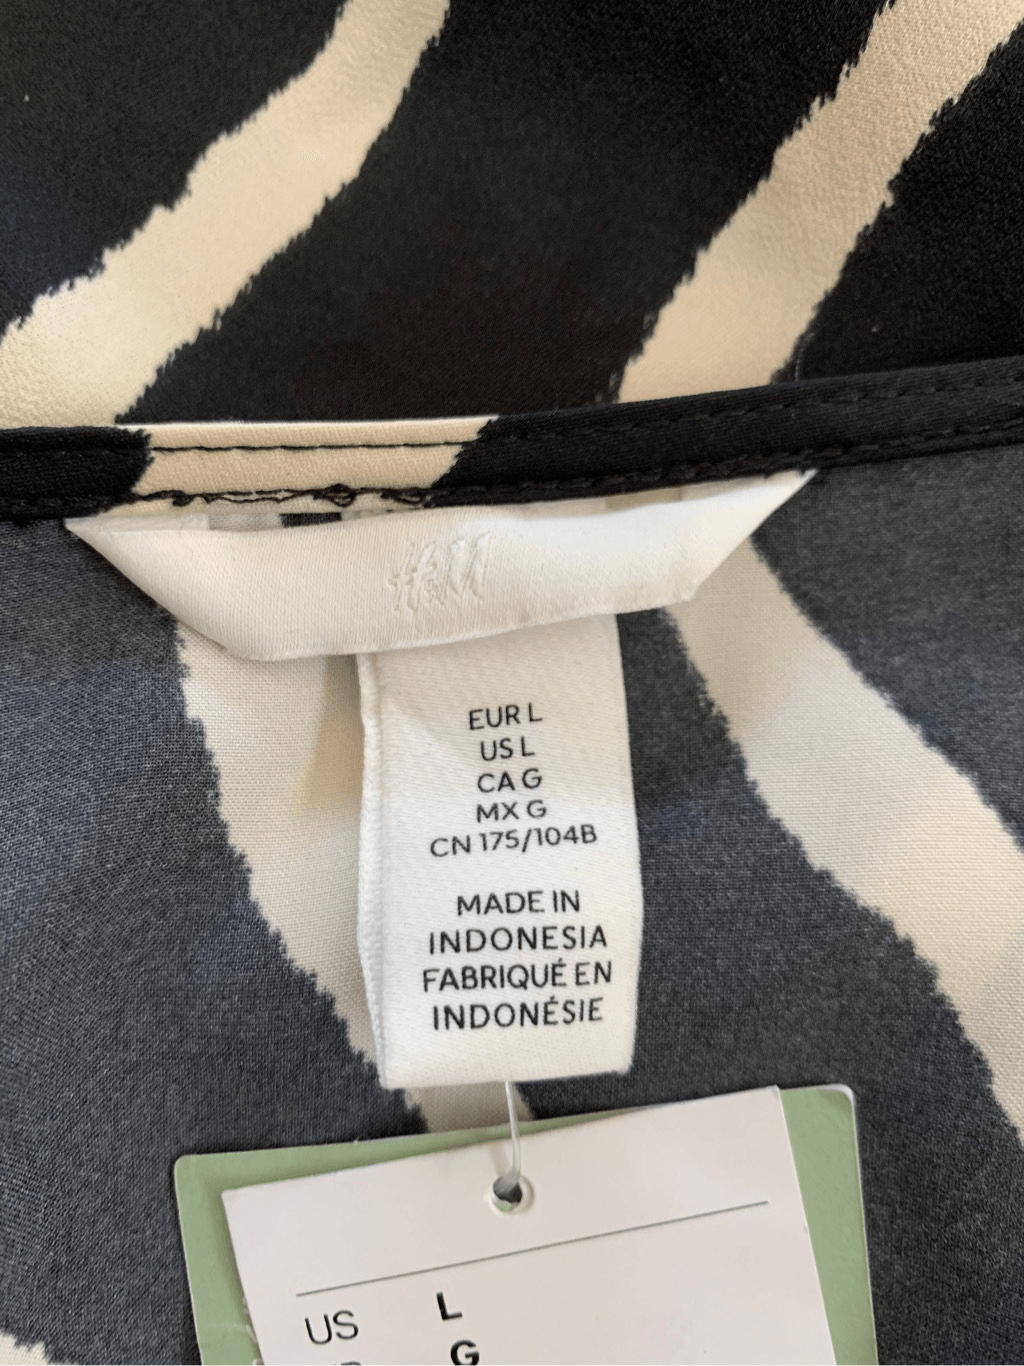 H&M
EUR L
US L
CA G
MX G
CN 175/104B
MADE IN
INDONESIA
FABRIQUÉ EN
INDONÉSIE
US L
G